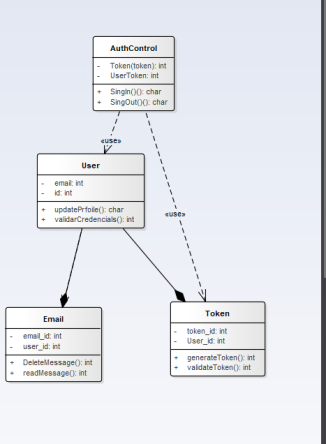 AuthControl
- Token(token): int
- UserToken: int
+ SingIn()(): char
+ SingOut()(): char
«use»
User
- email: int
- id: int
+ updatePrfoile(): char
+ validarCredencials(): int
«use»
Email
- email_id: int
- user_id: int
+ DeleteMessage(): int
+ readMessage(): int
Token
- token_id: int
- User_id: int
+ generateToken(): int
+ validateToken(): int